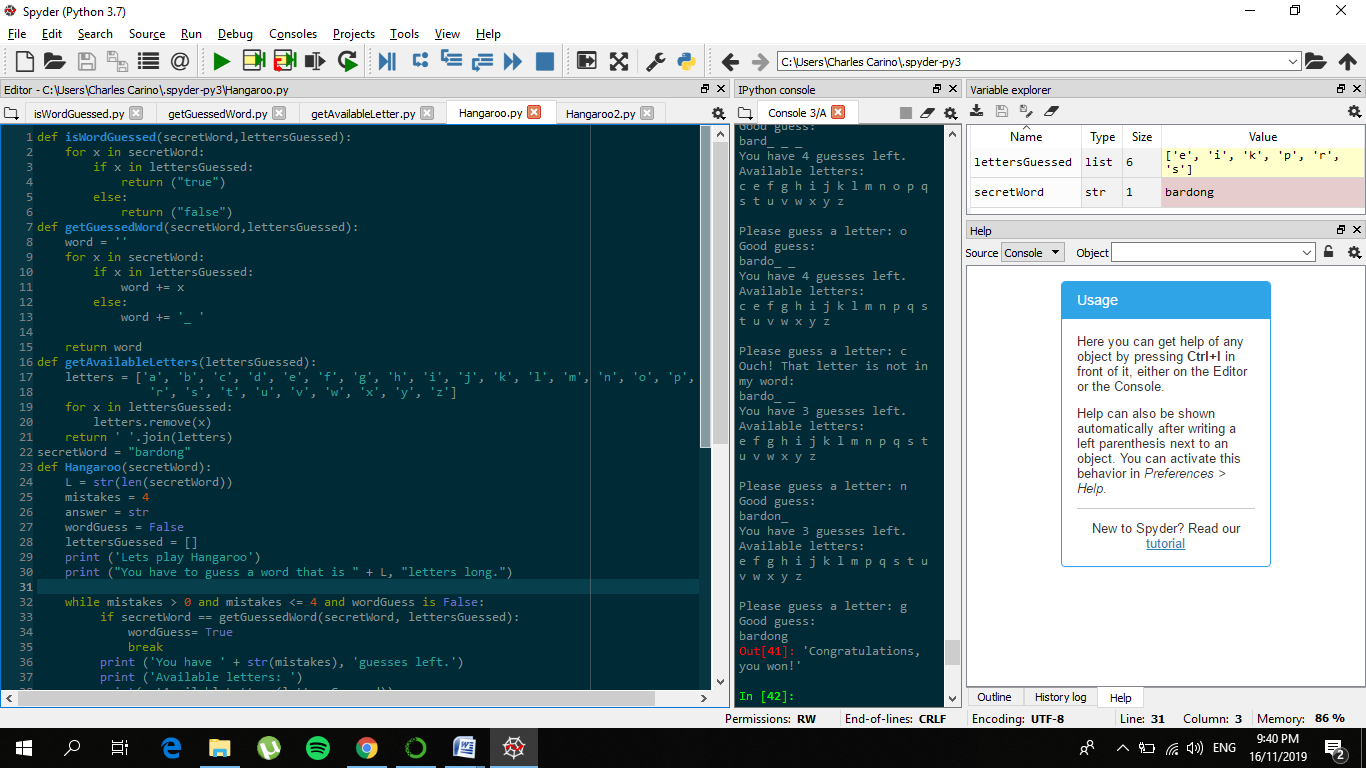 Spyder (Python 3.7)
File Edit Search Source Run Debug Consoles Projects Tools View Help
C:\Users\Charles Carino\.spyder-py3
Editor - C:\Users\Charles Carino\.spyder-py3\Hangaroo.py
isWordGuessed.py getGuessedWord.py getAvailableLetter.py Hangaroo.py Hangaroo2.py
1 def isWordGuessed(secretWord,lettersGuessed):
2     for x in secretWord:
3         if x in lettersGuessed:
4             return ("true")
5         else:
6             return ("false")
7 def getGuessedWord(secretWord,lettersGuessed):
8     word = ''
9     for x in secretWord:
10         if x in lettersGuessed:
11             word += x
12         else:
13             word += '_ '
14
15     return word
16 def getAvailableLetters(lettersGuessed):
17     letters = ['a', 'b', 'c', 'd', 'e', 'f', 'g', 'h', 'i', 'j', 'k', 'l', 'm', 'n', 'o', 'p',
18                'r', 's', 't', 'u', 'v', 'w', 'x', 'y', 'z']
19     for x in lettersGuessed:
20         letters.remove(x)
21     return ' '.join(letters)
22 secretWord = "bardong"
23 def Hangaroo(secretWord):
24     L = str(len(secretWord))
25     mistakes = 4
26     answer = str
27     wordGuess = False
28     lettersGuessed = []
29     print ('Lets play Hangaroo')
30     print ("You have to guess a word that is " + L, "letters long.")
31
32     while mistakes > 0 and mistakes <= 4 and wordGuess is False:
33          if secretWord == getGuessedWord(secretWord, lettersGuessed):
34              wordGuess= True
35              break
36          print ('You have ' + str(mistakes), 'guesses left.')
37          print ('Available letters: ')
IPython console
Console 3/A
Good guess:
bard_ _ _
You have 4 guesses left.
Available letters:
c e f g h i j k l m n o p q
s t u v w x y z
Please guess a letter: o
Good guess:
bardo_ _
You have 4 guesses left.
Available letters:
c e f g h i j k l m n p q s
t u v w x y z
Please guess a letter: c
Ouch! That letter is not in
my word:
bardo_ _
You have 3 guesses left.
Available letters:
e f g h i j k l m n p q s t
u v w x y z
Please guess a letter: n
Good guess:
bardon_
You have 3 guesses left.
Available letters:
e f g h i j k l m p q s t u
v w x y z
Please guess a letter: g
Good guess:
bardong
Out[41]: 'Congratulations,
you won!'
In [42]:
Variable explorer
Name Type Size Value
lettersGuessed list 6 ['e', 'i', 'k', 'p', 'r',
's']
secretWord str 1 bardong
Help
Source Console Object
Usage
Here you can get help of any
object by pressing Ctrl+I in
front of it, either on the Editor
or the Console.
Help can also be shown
automatically after writing a
left parenthesis next to an
object. You can activate this
behavior in Preferences >
Help.
New to Spyder? Read our
tutorial
Outline History log Help
Permissions: RW End-of-lines: CRLF Encoding: UTF-8 Line: 31 Column: 3 Memory: 86 %
ENG
9:40 PM
16/11/2019
2